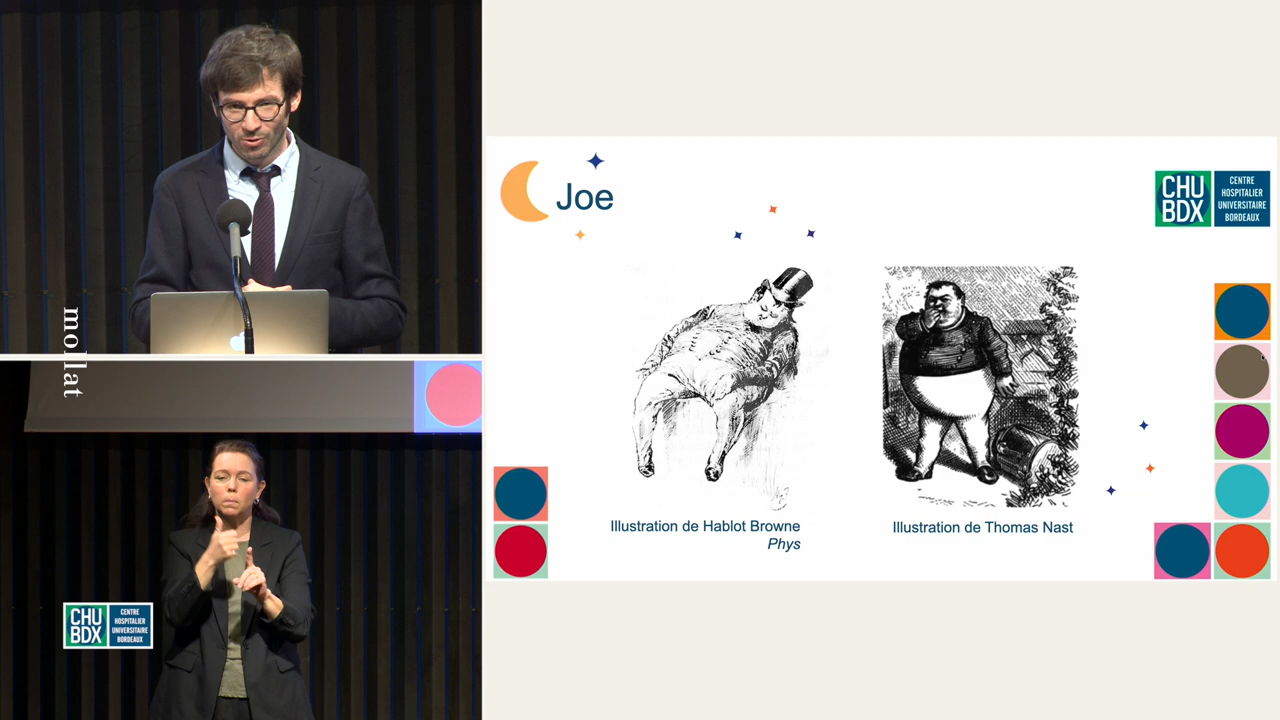 mollat
CHU
BDX
CENTRE
HOSPITALIER
UNIVERSITAIRE
BORDEAUX
Joe
CHU
BDX
CENTRE
HOSPITALIER
UNIVERSITAIRE
BORDEAUX
Illustration de Hablot Browne
Phys
Illustration de Thomas Nast